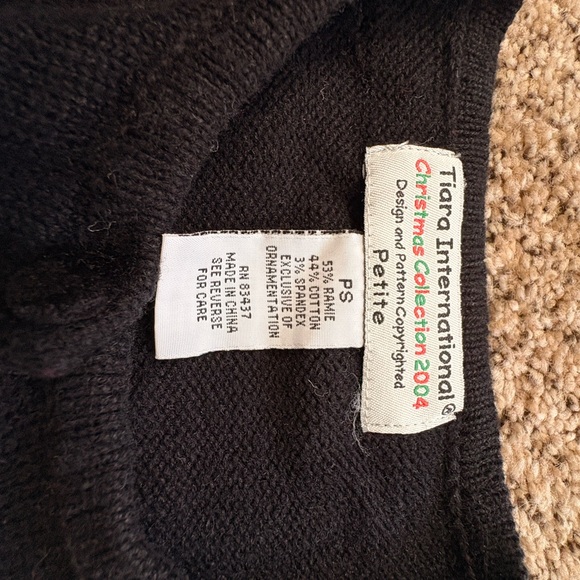 Tiara International®
Christmas Collection 2004
Design and Pattern Copyrighted
Petite
PS
53% RAMIE
44% COTTON
3% SPANDEX
EXCLUSIVE OF
ORNAMENTATION
RN 83437
MADE IN CHINA
SEE REVERSE
FOR CARE